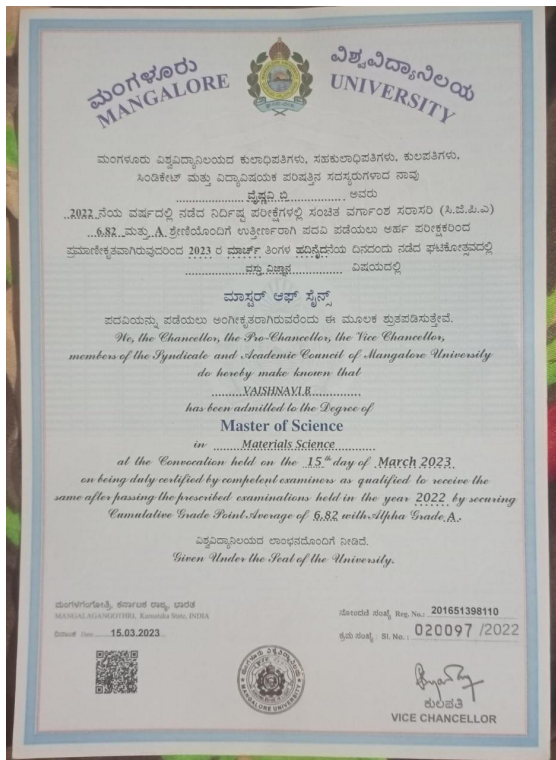 ಮಂಗಳೂರು ವಿಶ್ವವಿದ್ಯಾನಿಲಯ
MANGALORE UNIVERSITY
ಮಂಗಳೂರು ವಿಶ್ವವಿದ್ಯಾನಿಲಯದ ಕುಲಾಧಿಪತಿಗಳು, ಸಹಕುಲಾಧಿಪತಿಗಳು, ಕುಲಪತಿಗಳು,
ಸಿಂಡಿಕೇಟ್ ಮತ್ತು ವಿದ್ಯಾವಿಷಯಕ ಪರಿಷತ್ತಿನ ಸದಸ್ಯರುಗಳಾದ ನಾವು
ವೈಷ್ಣವಿ ಬಿ ಅವರು
2022 ನೆಯ ವರ್ಷದಲ್ಲಿ ನಡೆದ ನಿರ್ದಿಷ್ಟ ಪರೀಕ್ಷೆಗಳಲ್ಲಿ ಸಂಚಿತ ವರ್ಗಾಂಶ ಸರಾಸರಿ (ಸಿ.ಜಿ.ಪಿ.ಎ)
6.82 ಮತ್ತು A ಶ್ರೇಣಿಯೊಂದಿಗೆ ಉತ್ತೀರ್ಣರಾಗಿ ಪದವಿ ಪಡೆಯಲು ಅರ್ಹ ಪರೀಕ್ಷಕರಿಂದ
ಪ್ರಮಾಣೀಕೃತವಾಗಿರುವುದರಿಂದ 2023 ರ ಮಾರ್ಚ್ ತಿಂಗಳ ಹದಿನೈದನೆಯ ದಿನದಂದು ನಡೆದ ಘಟಿಕೋತ್ಸವದಲ್ಲಿ
ವಸ್ತು ವಿಜ್ಞಾನ ವಿಷಯದಲ್ಲಿ
ಮಾಸ್ಟರ್ ಆಫ್ ಸೈನ್ಸ್
ಪದವಿಯನ್ನು ಪಡೆಯಲು ಅಂಗೀಕೃತರಾಗಿರುವರೆಂದು ಈ ಮೂಲಕ ಶ್ರುತಪಡಿಸುತ್ತೇವೆ.
We, the Chancellor, the Pro-Chancellor, the Vice Chancellor,
members of the Syndicate and Academic Council of Mangalore University
do hereby make known that
VAISHNAVI B
has been admitted to the Degree of
Master of Science
in Materials Science
at the Convocation held on the 15th day of March 2023
on being duly certified by competent examiners as qualified to receive the
same after passing the prescribed examinations held in the year 2022 by securing
Cumulative Grade Point Average of 6.82 with Alpha Grade A.
ವಿಶ್ವವಿದ್ಯಾನಿಲಯದ ಲಾಂಛನದೊಂದಿಗೆ ನೀಡಿದೆ.
Given Under the Seal of the University.
ಮಂಗಳಗಂಗೋತ್ರಿ, ಕರ್ನಾಟಕ ರಾಜ್ಯ, ಭಾರತ
MANGALAGANGOTHRI, Karnataka State, INDIA
ದಿನಾಂಕ Date 15.03.2023
ನೋಂದಣಿ ಸಂಖ್ಯೆ Reg. No.: 201651398110
ಕ್ರಮ ಸಂಖ್ಯೆ : Sl. No.: 020097 /2022
MANGALORE UNIVERSITY
ಕುಲಪತಿ
VICE CHANCELLOR